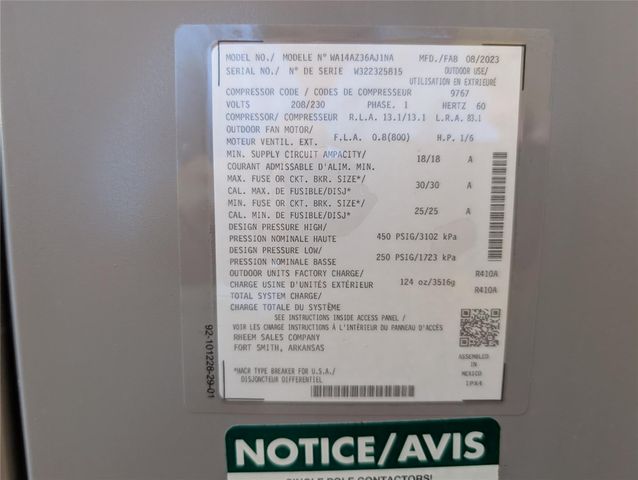 MODEL NO./ MODELE N° WA14AZ36AJ1NA MFD./FAB 08/2023
SERIAL NO./ N° DE SERIE W322325815 OUTDOOR USE/
UTILISATION EN EXTRIEURÉ
COMPRESSOR CODE / CODES DE COMPRESSEUR 9767
VOLTS 208/230 PHASE. 1 HERTZ 60
COMPRESSOR/ COMPRESSEUR R.L.A. 13.1/13.1 L.R.A. 83.1
OUTDOOR FAN MOTOR/
MOTEUR VENTIL. EXT. F.L.A. 0.8(800) H.P. 1/6
MIN. SUPPLY CIRCUIT AMPACITY/
COURANT ADMISSABLE D'ALIM. MIN. 18/18 A
MAX. FUSE OR CKT. BRK. SIZE*/
CAL. MAX. DE FUSIBLE/DISJ* 30/30 A
MIN. FUSE OR CKT. BRK. SIZE*/
CAL. MIN. DE FUSIBLE/DISJ* 25/25 A
DESIGN PRESSURE HIGH/
PRESSION NOMINALE HAUTE 450 PSIG/3102 kPa
DESIGN PRESSURE LOW/
PRESSION NOMINALE BASSE 250 PSIG/1723 kPa
OUTDOOR UNITS FACTORY CHARGE/
CHARGE USINE D'UNITÉS EXTÉRIEUR 124 oz/3516g R410A
TOTAL SYSTEM CHARGE/ R410A
CHARGE TOTALE DU SYSTÈME
SEE INSTRUCTIONS INSIDE ACCESS PANEL /
VOIR LES INSTRUCTIONS À L'INTÉRIEUR DU PANNEAU D'ACCÈS
RHEEM SALES COMPANY
FORT SMITH, ARKANSAS
ASSEMBLED
IN
MEXICO
IPX4
*HACR TYPE BREAKER FOR U.S.A./
DISJONCTEUR DIFFERENTIEL
92-101228-29-01
NOTICE/AVIS
SINGLE POLE CONTACTORS!